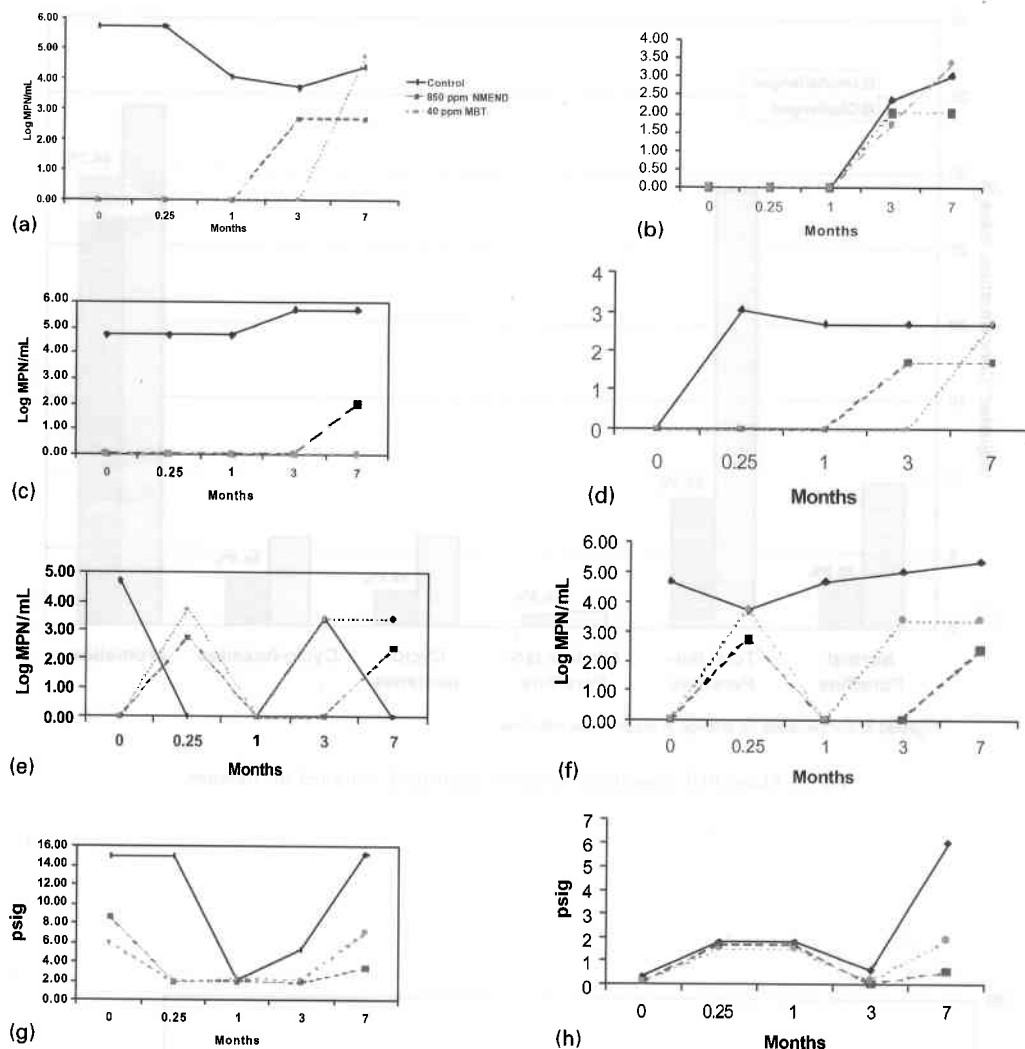 6.00
5.00
4.00
3.00
2.00
1.00
0.00
Log MPN/mL
0 0.25 1 3 7
Months
(a)
Control
850 ppm NMEND
40 ppm MBT
4.00
3.50
3.00
2.50
2.00
1.50
1.00
0.50
0.00
0 0.25 1 3 7
Months
(b)
6.00
5.00
4.00
3.00
2.00
1.00
0.00
Log MPN/mL
0 0.25 1 3 7
Months
(c)
4
3
2
1
0
0 0.25 1 3 7
Months
(d)
5.00
4.00
3.00
2.00
1.00
0.00
Log MPN/mL
0 0.25 1 3 7
Months
(e)
6.00
5.00
4.00
3.00
2.00
1.00
0.00
Log MPN/mL
0 0.25 1 3 7
Months
(f)
16.00
14.00
12.00
10.00
8.00
6.00
4.00
2.00
0.00
psig
0 0.25 1 3 7
Months
(g)
7
6
5
4
3
2
1
0
psig
0 0.25 1 3 7
Months
(h)